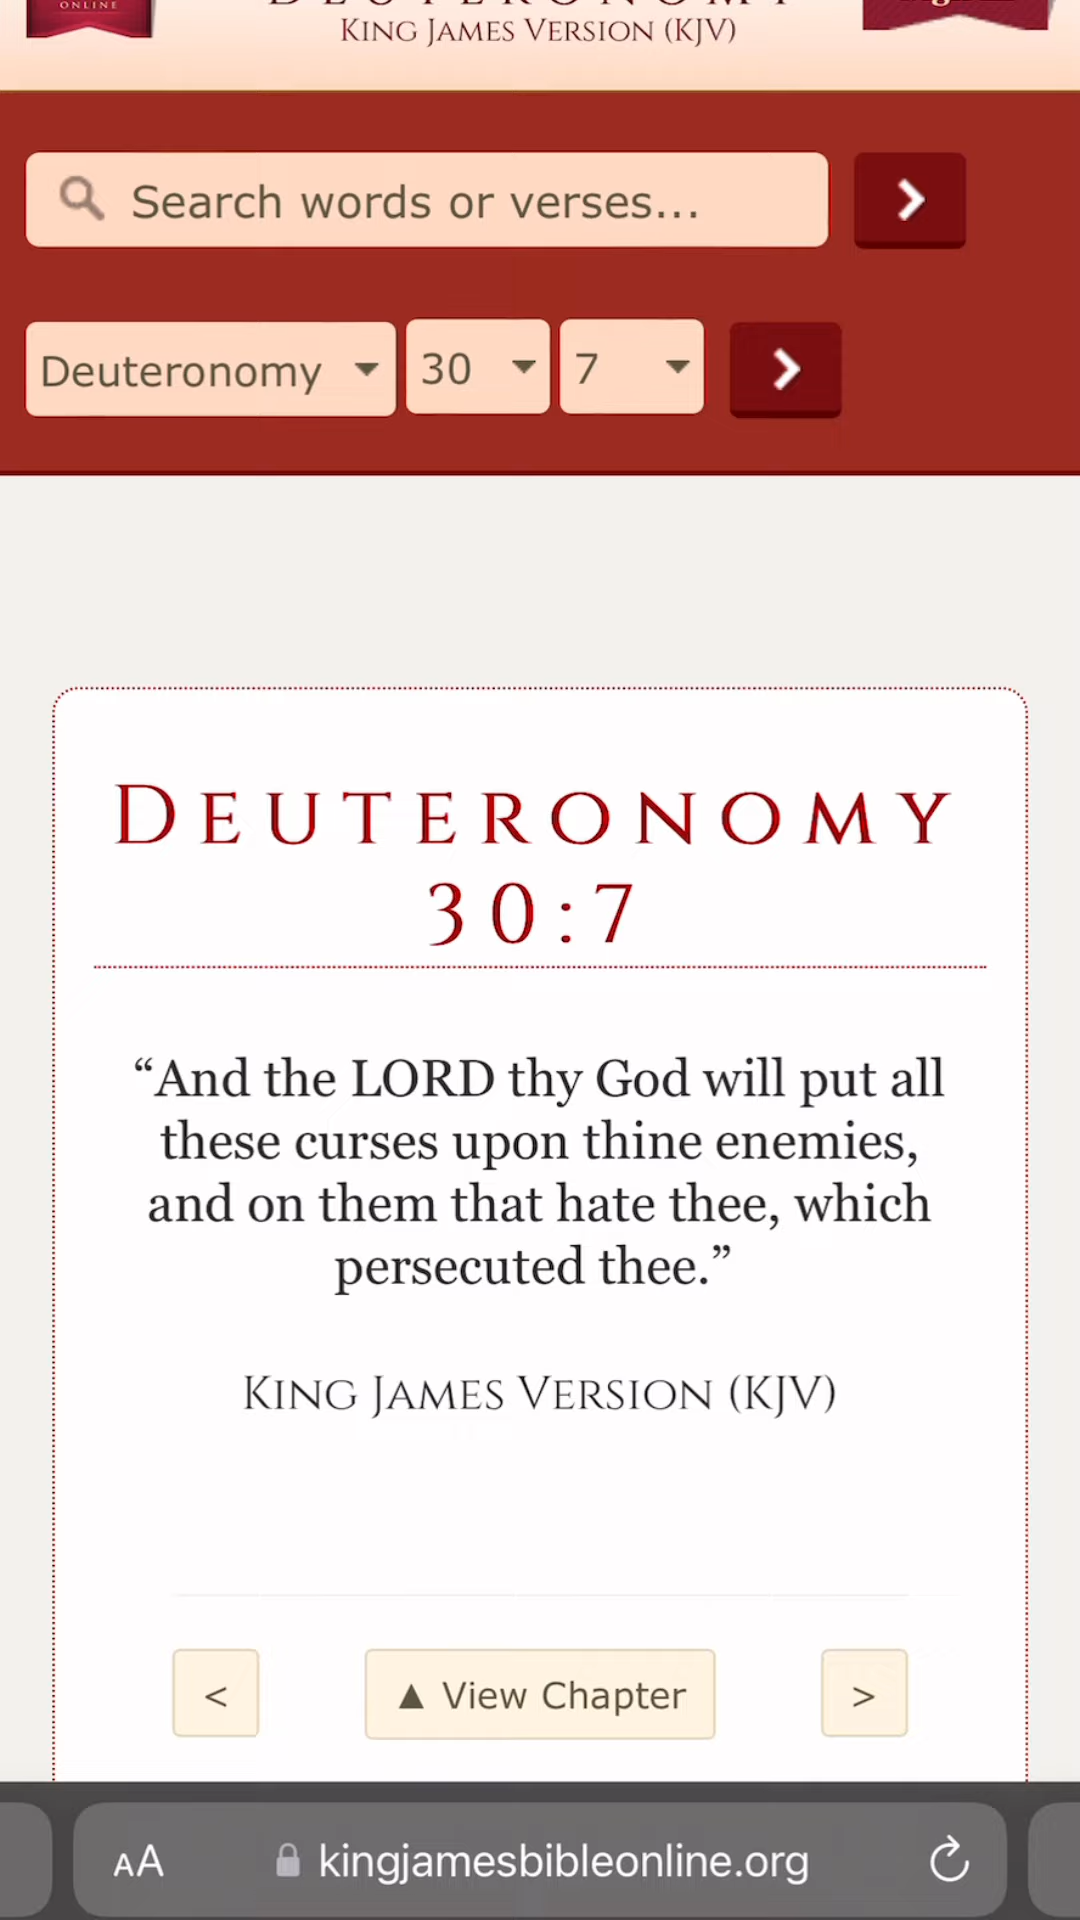 ONLINE
DEUTERONOMY
KING JAMES VERSION (KJV)
Search words or verses...
Deuteronomy 30 7
DEUTERONOMY
30:7
“And the LORD thy God will put all
these curses upon thine enemies,
and on them that hate thee, which
persecuted thee.”
KING JAMES VERSION (KJV)
< ▲ View Chapter >
AA kingjamesbibleonline.org